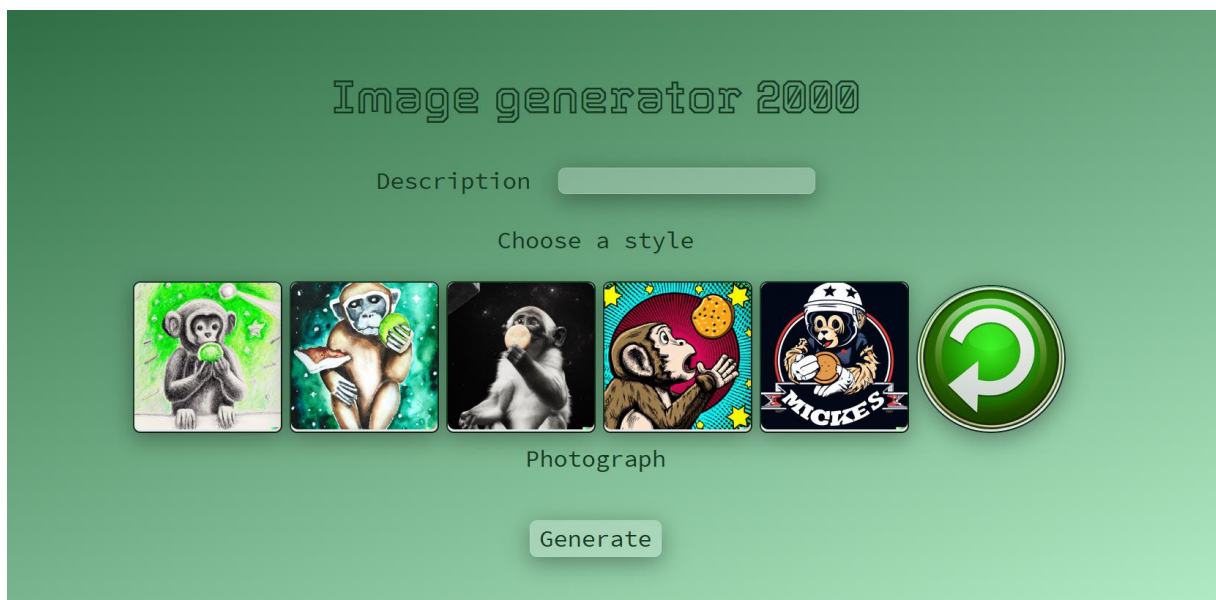 Image generator 2000
Description
Choose a style
MICKES
Photograph
Generate